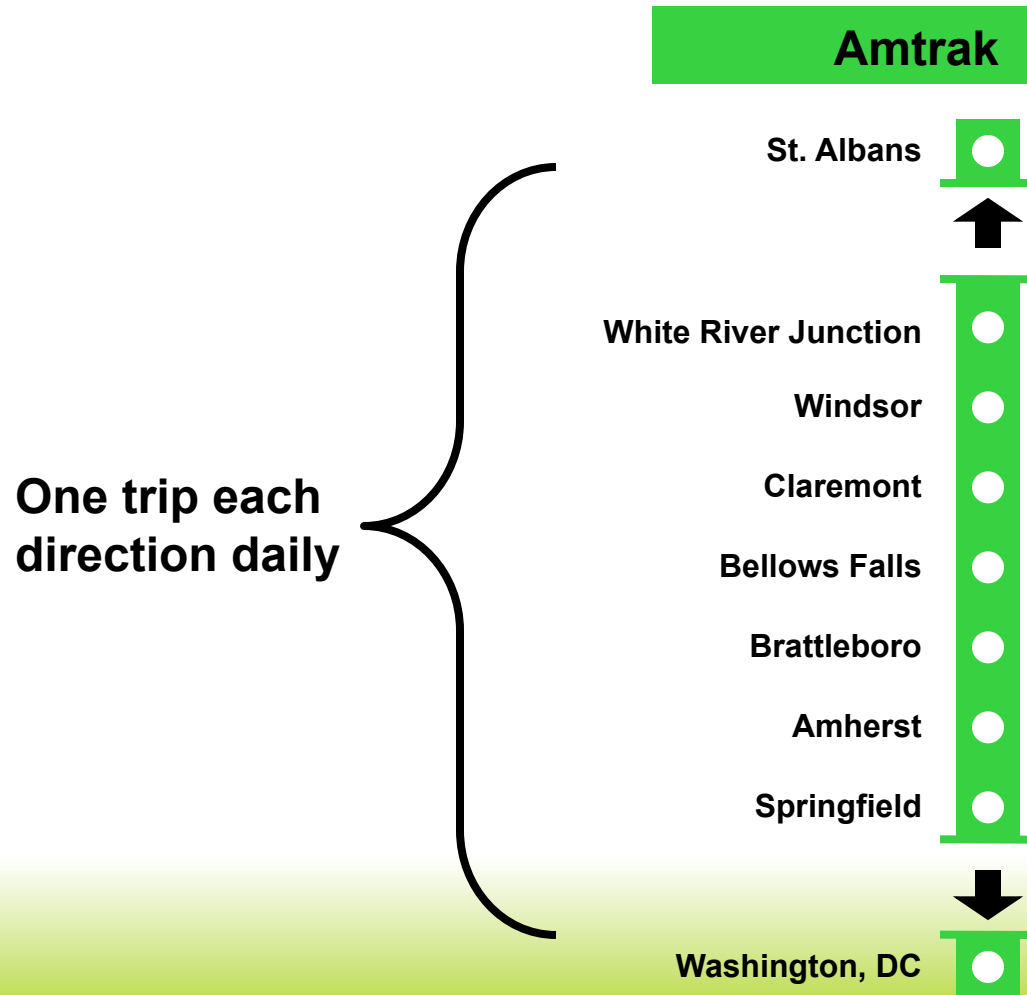 Amtrak
St. Albans
White River Junction
Windsor
Claremont
One trip each
direction daily
Bellows Falls
Brattleboro
Amherst
Springfield
Washington, DC